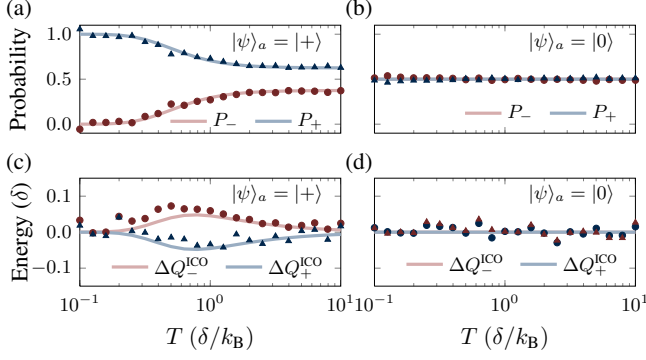 (a)
(b)
Probability
1.0
0.5
0.0
|ψ⟩ₐ = |+⟩
|ψ⟩ₐ = |0⟩
P₋ P₊
P₋ P₊
(c)
(d)
Energy (δ)
0.1
0.0
−0.1
|ψ⟩ₐ = |+⟩
|ψ⟩ₐ = |0⟩
ΔQ₋ᴵᶜᴼ ΔQ₊ᴵᶜᴼ
ΔQ₋ᴵᶜᴼ ΔQ₊ᴵᶜᴼ
10⁻¹ 10⁰ 10¹
10⁻¹ 10⁰ 10¹
T (δ/k_B)
T (δ/k_B)